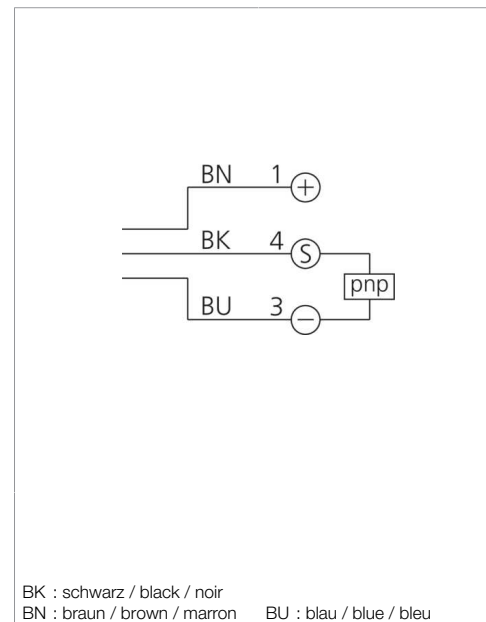 BN 1 +
BK 4 S
pnp
BU 3 −
BK : schwarz / black / noir
BN : braun / brown / marron BU : blau / blue / bleu